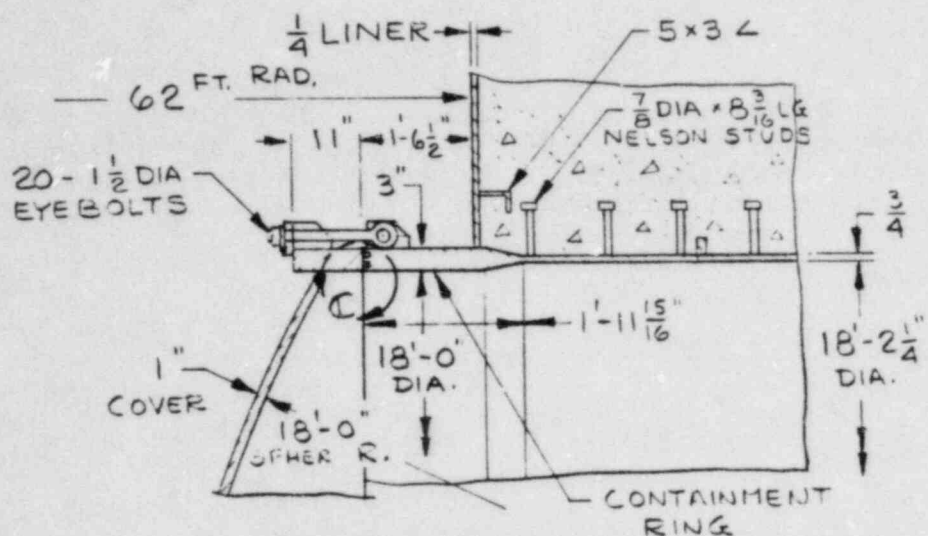 1/4 LINER
5 x 3 ∠
62 FT. RAD.
7/8 DIA x 8 3/16 LG
NELSON STUDS
11"
1'-6 1/2"
20 - 1 1/2 DIA
EYE BOLTS
3"
3/4
1'-11 15/16"
1"
COVER
18'-0"
DIA.
18'-2 1/4"
DIA.
18'-0"
SPHER R.
CONTAINMENT
RING